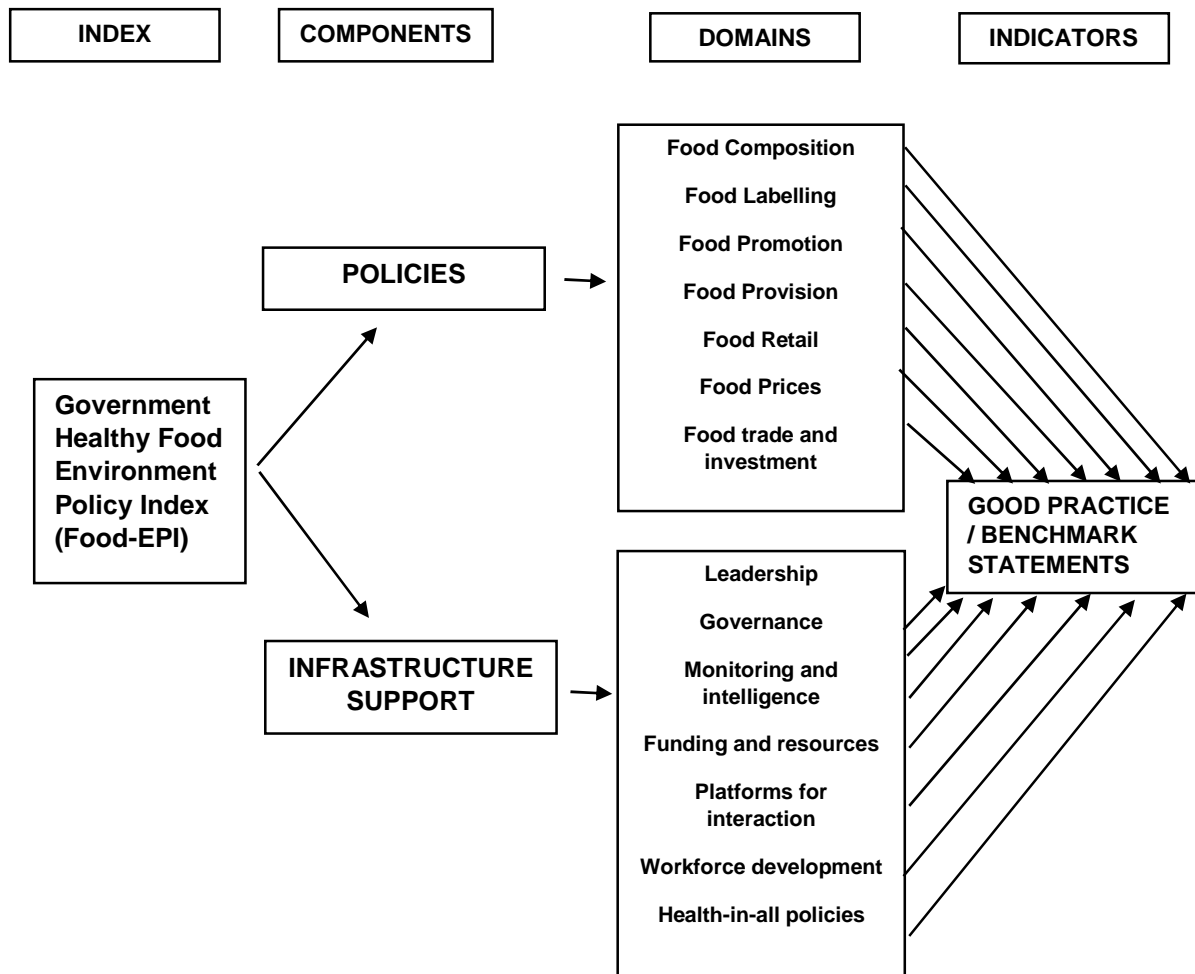 INDEX
COMPONENTS
DOMAINS
INDICATORS
Food Composition
Food Labelling
Food Promotion
Food Provision
Food Retail
Food Prices
Food trade and
investment
POLICIES
Government
Healthy Food
Environment
Policy Index
(Food-EPI)
GOOD PRACTICE
/ BENCHMARK
STATEMENTS
INFRASTRUCTURE
SUPPORT
Leadership
Governance
Monitoring and
intelligence
Funding and resources
Platforms for
interaction
Workforce development
Health-in-all policies